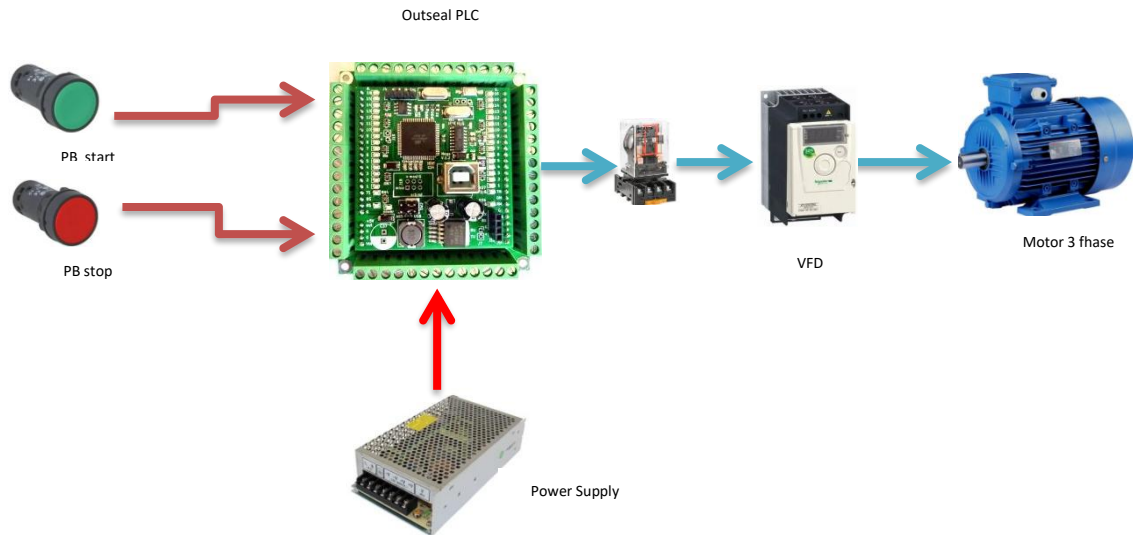 Outseal PLC
PB start
PB stop
VFD
Motor 3 fhase
Power Supply